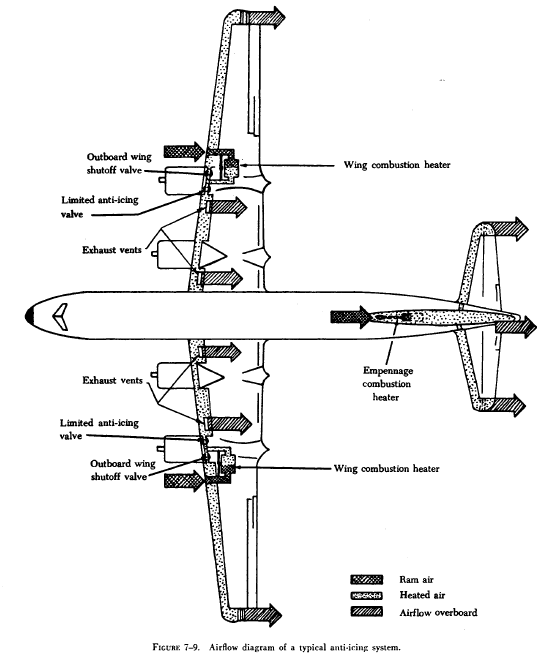 Outboard wing
shutoff valve
Wing combustion heater
Limited anti-icing
valve
Exhaust vents
Empennage
combustion
heater
Exhaust vents
Limited anti-icing
valve
Outboard wing
shutoff valve
Wing combustion heater
Ram air
Heated air
Airflow overboard
FIGURE 7-9. Airflow diagram of a typical anti-icing system.